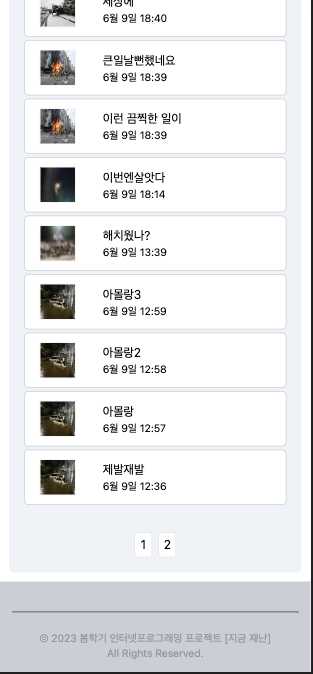 세상에
6월 9일 18:40
큰일날뻔했네요
6월 9일 18:39
이런 끔찍한 일이
6월 9일 18:39
이번엔살앗다
6월 9일 18:14
해치웠나?
6월 9일 13:39
아몰랑3
6월 9일 12:59
아몰랑2
6월 9일 12:58
아몰랑
6월 9일 12:57
제발재발
6월 9일 12:36
1 2
© 2023 봄학기 인터넷프로그래밍 프로젝트 [지금 재난]
All Rights Reserved.